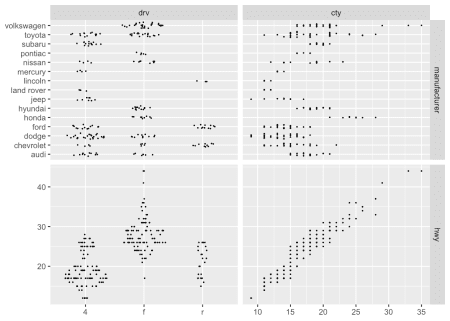 drv
cty
volkswagen
toyota
subaru
pontiac
nissan
mercury
lincoln
land rover
jeep
hyundai
honda
ford
dodge
chevrolet
audi
manufacturer
40
30
20
hwy
4
f
r
10
15
20
25
30
35